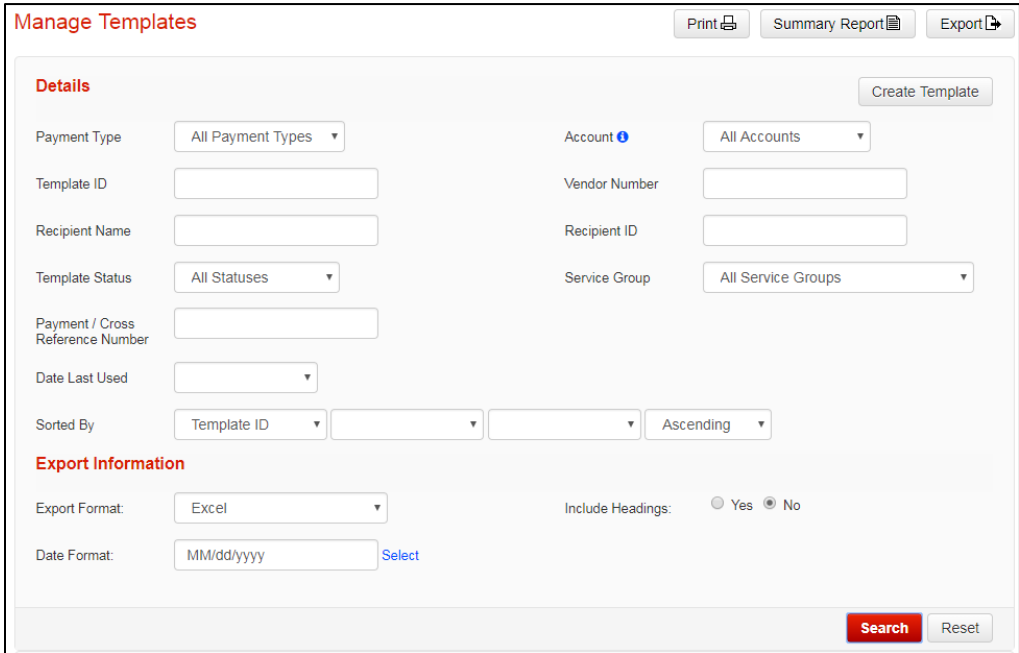 Manage Templates Print Summary Report Export
Details
Create Template
Payment Type All Payment Types Account All Accounts
Template ID Vendor Number
Recipient Name Recipient ID
Template Status All Statuses Service Group All Service Groups
Payment / Cross
Reference Number
Date Last Used
Sorted By Template ID Ascending
Export Information
Export Format: Excel Include Headings: Yes No
Date Format: MM/dd/yyyy Select
Search Reset